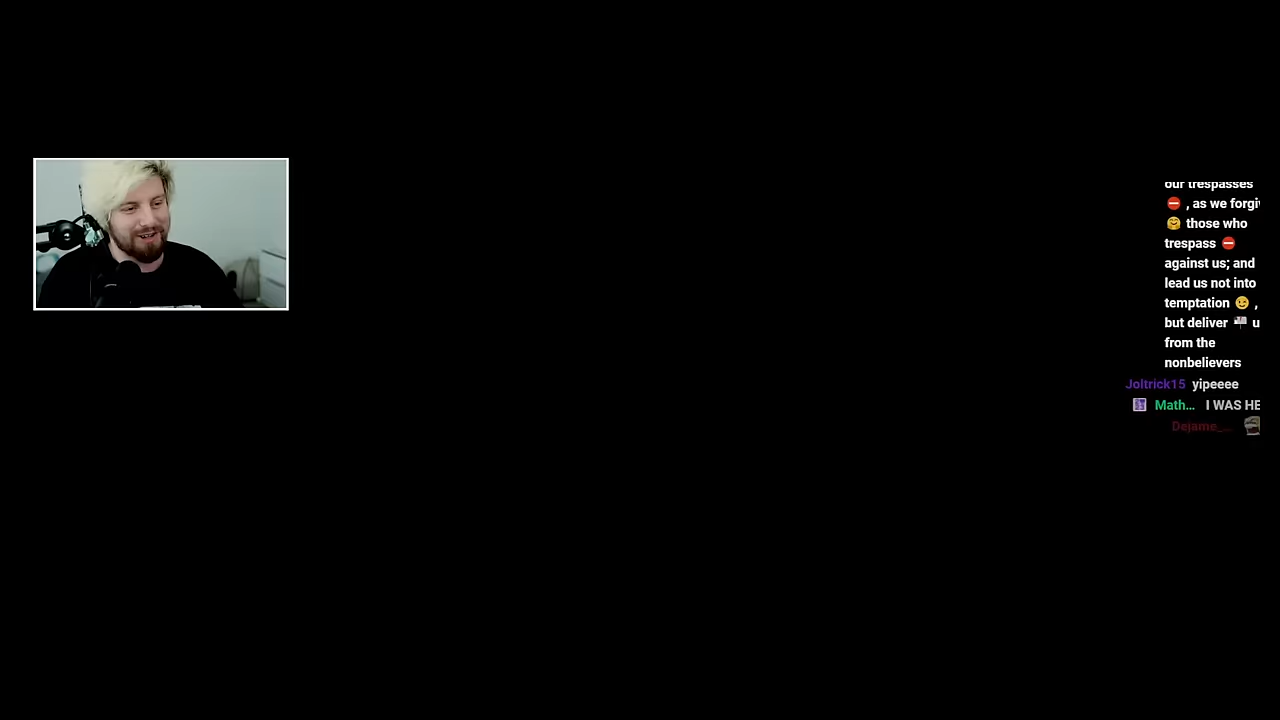 our trespasses
⛔ , as we forgi
🤗 those who
trespass ⛔
against us; and
lead us not into
temptation 😉 ,
but deliver 📬 u
from the
nonbelievers
Joltrick15 yipeeee
Math... I WAS HE
Dejame_...